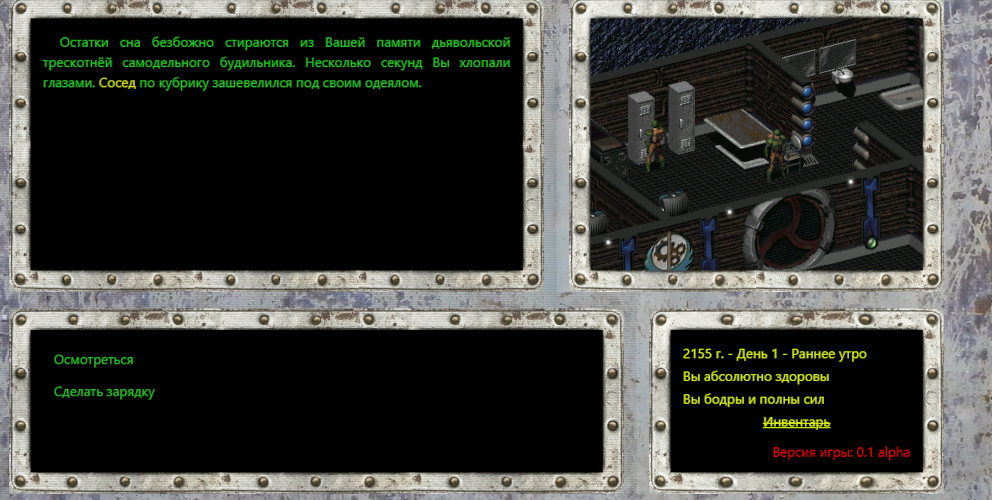 Остатки сна безбожно стираются из Вашей памяти дьявольской
трескотнёй самодельного будильника. Несколько секунд Вы хлопали
глазами. Сосед по кубрику зашевелился под своим одеялом.
Осмотреться
Сделать зарядку
2155 г. - День 1 - Раннее утро
Вы абсолютно здоровы
Вы бодры и полны сил
Инвентарь
Версия игры: 0.1 alpha